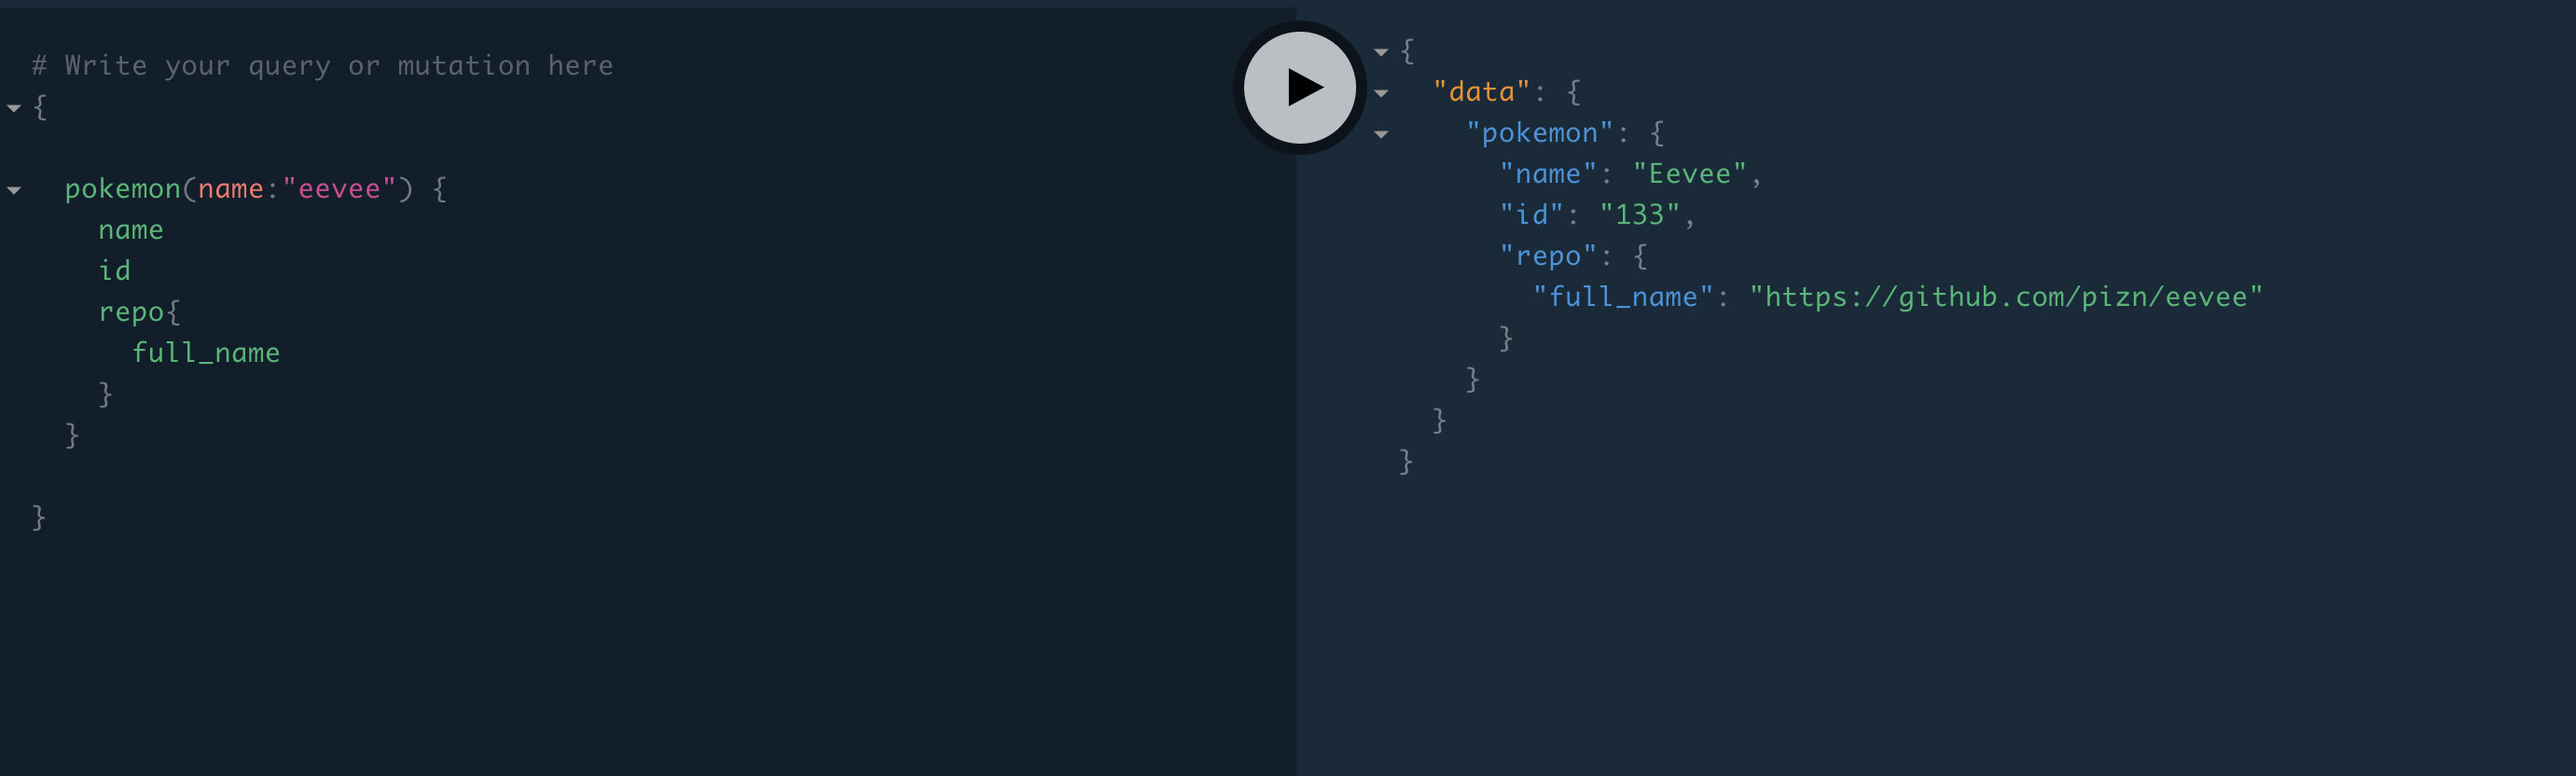 # Write your query or mutation here
{
pokemon(name:"eevee") {
name
id
repo{
full_name
}
}
}
{
"data": {
"pokemon": {
"name": "Eevee",
"id": "133",
"repo": {
"full_name": "https://github.com/pizn/eevee"
}
}
}
}